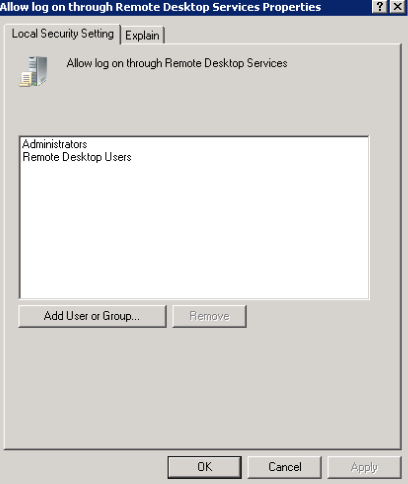 Allow log on through Remote Desktop Services Properties
Local Security Setting Explain
Allow log on through Remote Desktop Services
Administrators
Remote Desktop Users
Add User or Group... Remove
OK Cancel Apply